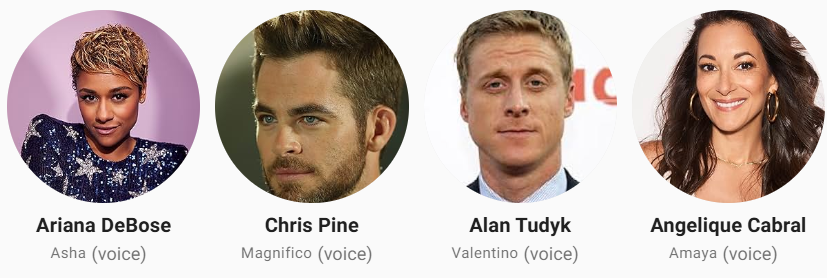 Ariana DeBose Chris Pine Alan Tudyk Angelique Cabral
Asha (voice) Magnifico (voice) Valentino (voice) Amaya (voice)